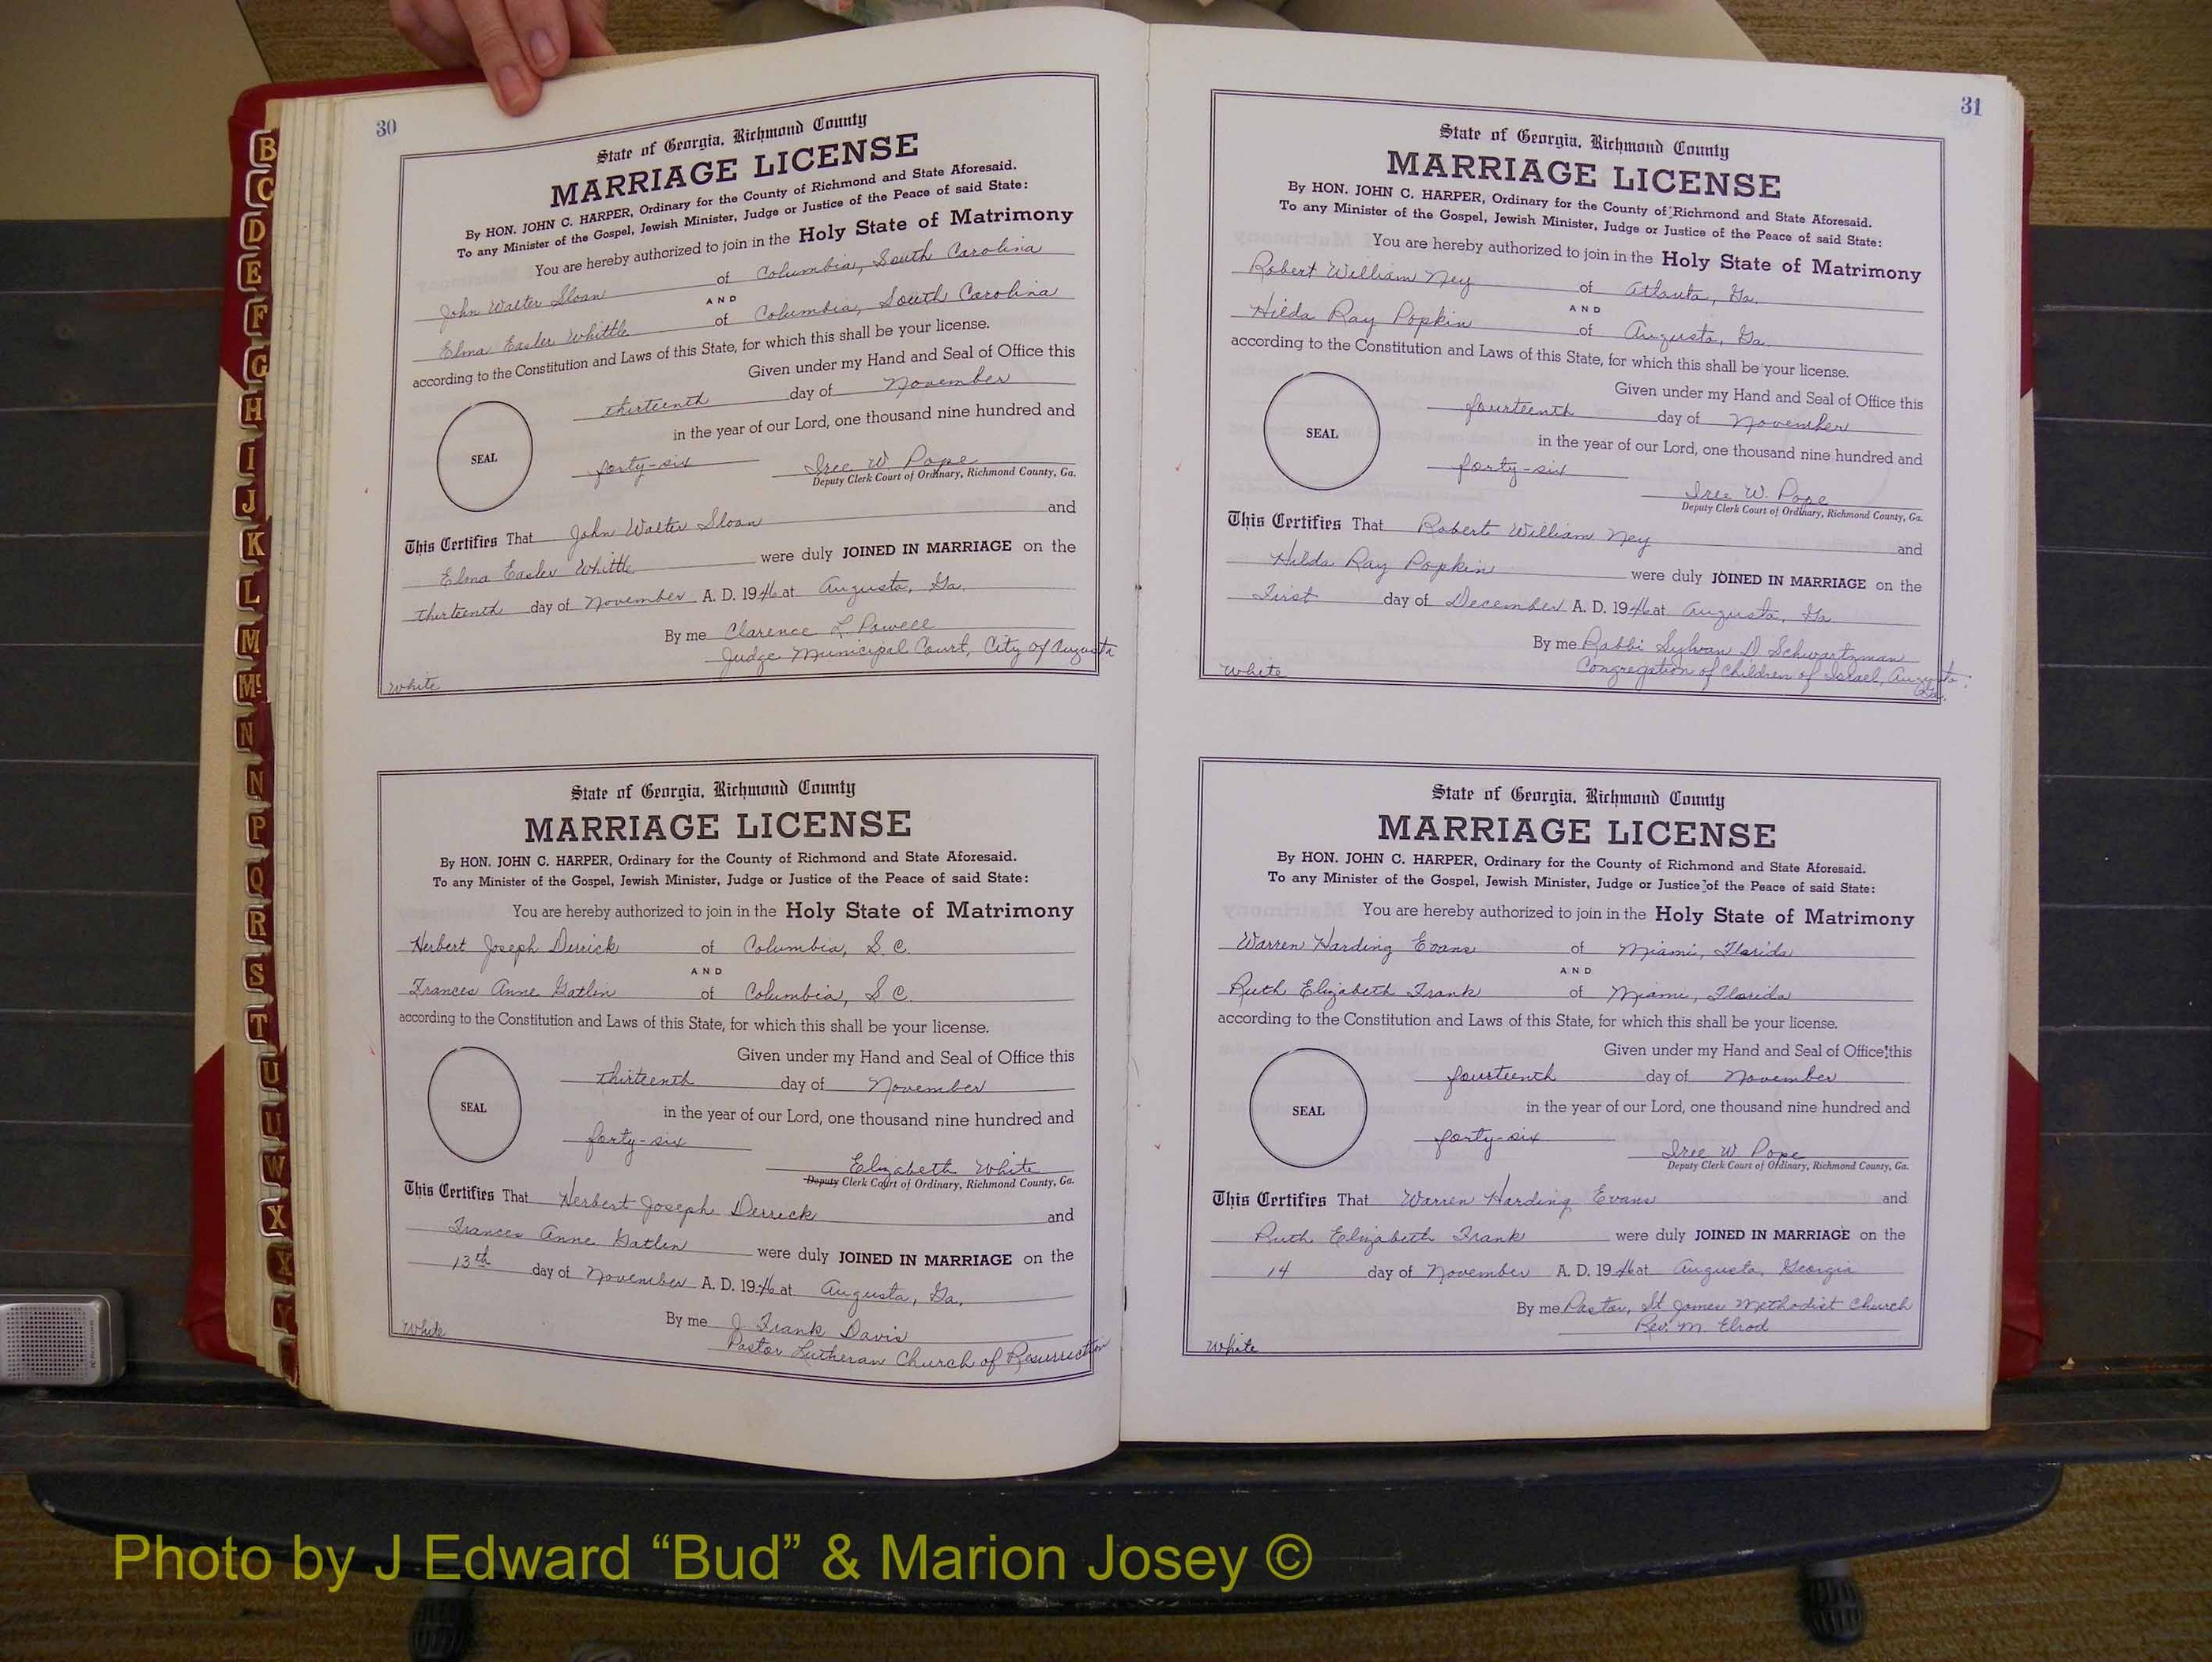 30
State of Georgia, Richmond County
MARRIAGE LICENSE
By HON. JOHN C. HARPER, Ordinary for the County of Richmond and State Aforesaid.
To any Minister of the Gospel, Jewish Minister, Judge or Justice of the Peace of said State:
You are hereby authorized to join in the Holy State of Matrimony
John Walter Sloan of Columbia, South Carolina
AND
Elma Easler Whittle of Columbia, South Carolina
according to the Constitution and Laws of this State, for which this shall be your license.
Given under my Hand and Seal of Office this
thirteenth day of November
in the year of our Lord, one thousand nine hundred and
SEAL
forty-six Iree W. Pope
Deputy Clerk Court of Ordinary, Richmond County, Ga.
This Certifies That John Walter Sloan and
Elma Easler Whittle were duly JOINED IN MARRIAGE on the
thirteenth day of November A. D. 1946 at Augusta, Ga.
By me Clarence L. Powell
Judge Municipal Court, City of Augusta
White
State of Georgia, Richmond County
MARRIAGE LICENSE
By HON. JOHN C. HARPER, Ordinary for the County of Richmond and State Aforesaid.
To any Minister of the Gospel, Jewish Minister, Judge or Justice of the Peace of said State:
You are hereby authorized to join in the Holy State of Matrimony
Herbert Joseph Derrick of Columbia, S. C.
AND
Frances Anne Gatlin of Columbia, S. C.
according to the Constitution and Laws of this State, for which this shall be your license.
Given under my Hand and Seal of Office this
thirteenth day of November
SEAL
in the year of our Lord, one thousand nine hundred and
forty-six
Elizabeth White
Deputy Clerk Court of Ordinary, Richmond County, Ga.
This Certifies That Herbert Joseph Derrick and
Frances Anne Gatlin were duly JOINED IN MARRIAGE on the
13th day of November A. D. 1946 at Augusta, Ga.
By me J. Frank Davis
Pastor Lutheran Church of Resurrection
White
31
State of Georgia, Richmond County
MARRIAGE LICENSE
By HON. JOHN C. HARPER, Ordinary for the County of Richmond and State Aforesaid.
To any Minister of the Gospel, Jewish Minister, Judge or Justice of the Peace of said State:
You are hereby authorized to join in the Holy State of Matrimony
Robert William Ney of Atlanta, Ga.
AND
Hilda Ray Popkin of Augusta, Ga.
according to the Constitution and Laws of this State, for which this shall be your license.
Given under my Hand and Seal of Office this
fourteenth day of November
SEAL
in the year of our Lord, one thousand nine hundred and
forty-six
Iree W. Pope
Deputy Clerk Court of Ordinary, Richmond County, Ga.
This Certifies That Robert William Ney and
Hilda Ray Popkin were duly JOINED IN MARRIAGE on the
First day of December A. D. 1946 at Augusta, Ga.
By me Rabbi Sylvan D. Schwartzman
Congregation of Children of Israel, Augusta,
Ga.
White
State of Georgia, Richmond County
MARRIAGE LICENSE
By HON. JOHN C. HARPER, Ordinary for the County of Richmond and State Aforesaid.
To any Minister of the Gospel, Jewish Minister, Judge or Justice of the Peace of said State:
You are hereby authorized to join in the Holy State of Matrimony
Warren Harding Evans of Miami, Florida
AND
Ruth Elizabeth Frank of Miami, Florida
according to the Constitution and Laws of this State, for which this shall be your license.
Given under my Hand and Seal of Office this
fourteenth day of November
SEAL
in the year of our Lord, one thousand nine hundred and
forty-six
Iree W. Pope
Deputy Clerk Court of Ordinary, Richmond County, Ga.
This Certifies That Warren Harding Evans and
Ruth Elizabeth Frank were duly JOINED IN MARRIAGE on the
14 day of November A. D. 1946 at Augusta, Georgia
By me Pastor, St James Methodist Church
Rev. M. Elrod
White
B
C
D
E
F
G
H
I
J
K
L
M
Mc
N
N
P
Q
R
S
T
U
U
W
X
X
Y
Photo by J Edward “Bud” & Marion Josey ©